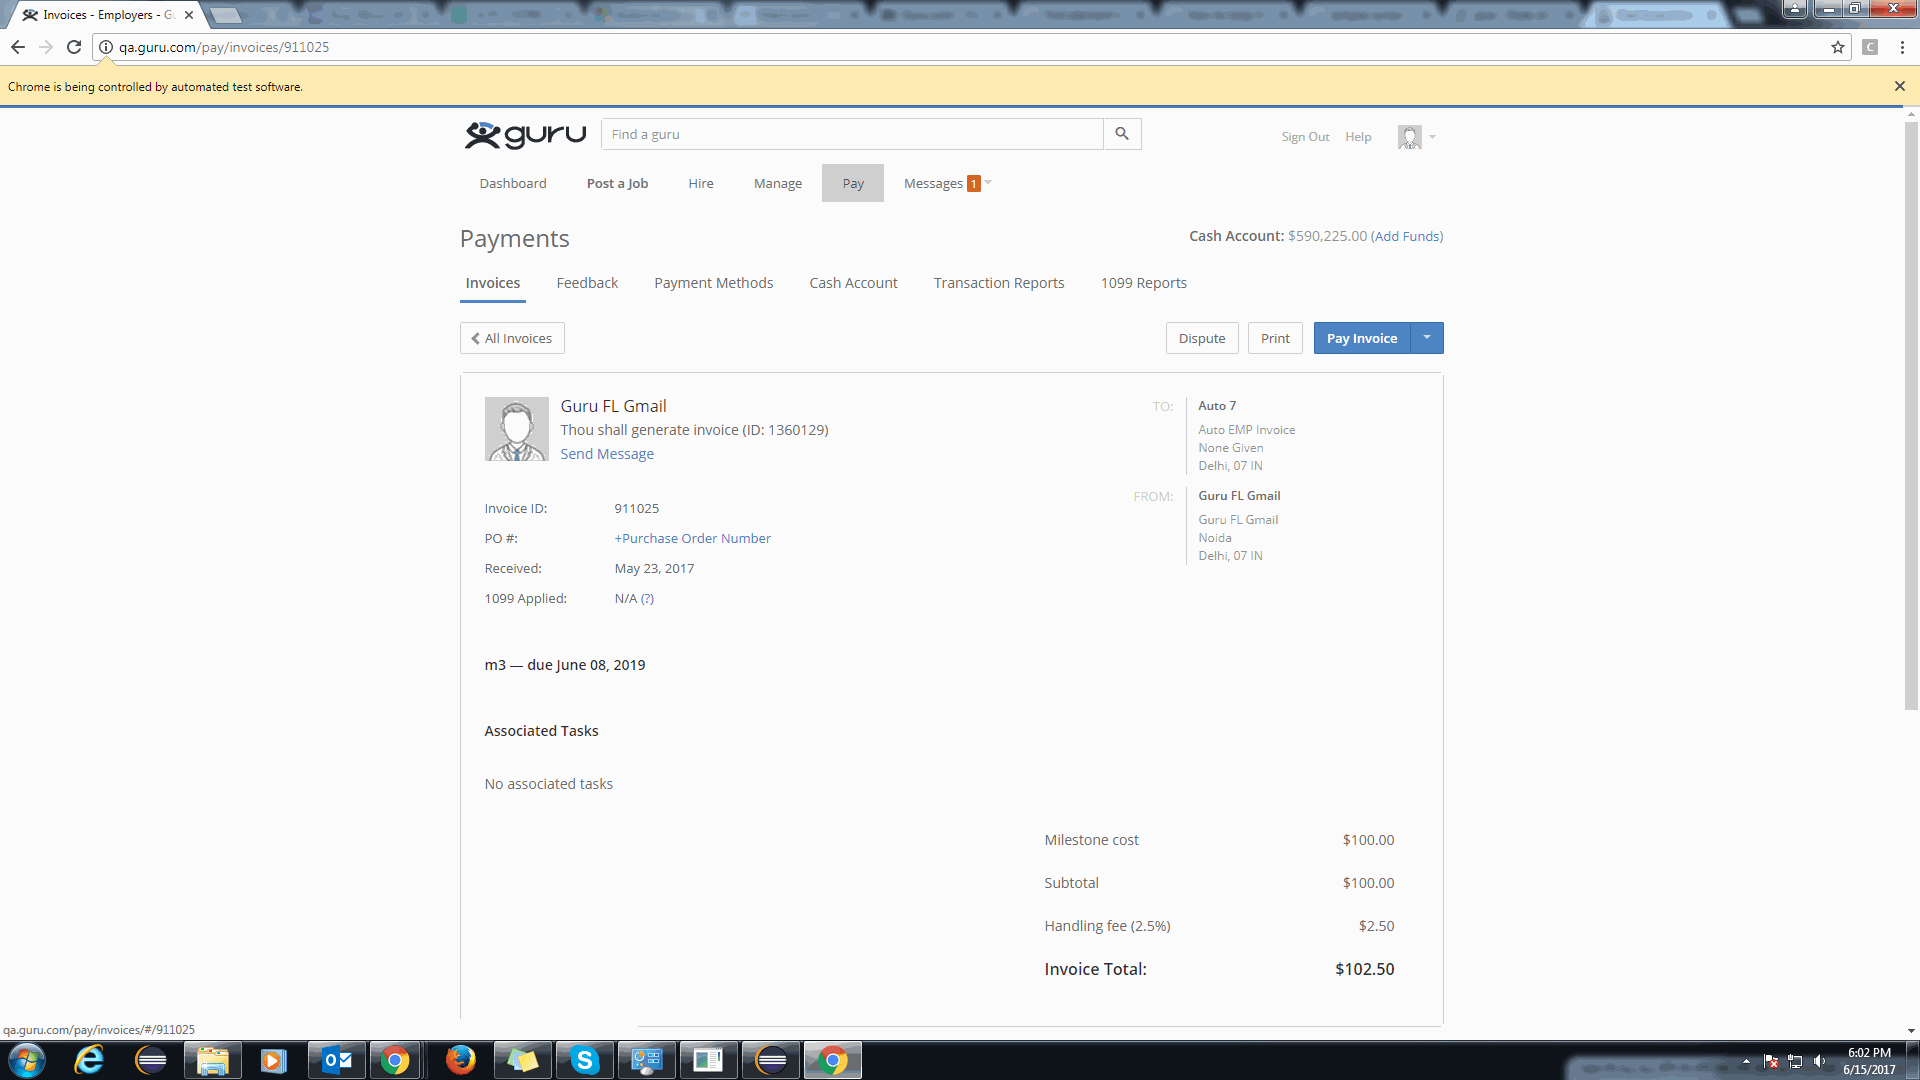 Invoices - Employers - Gu
qa.guru.com/pay/invoices/911025
C
Chrome is being controlled by automated test software.
guru
Find a guru
Sign Out
Help
Dashboard
Post a Job
Hire
Manage
Pay
Messages 1
Payments
Cash Account: $590,225.00 (Add Funds)
Invoices
Feedback
Payment Methods
Cash Account
Transaction Reports
1099 Reports
All Invoices
Dispute
Print
Pay Invoice
Guru FL Gmail
Thou shall generate invoice (ID: 1360129)
Send Message
TO:
Auto 7
Auto EMP Invoice
None Given
Delhi, 07 IN
FROM:
Guru FL Gmail
Guru FL Gmail
Noida
Delhi, 07 IN
Invoice ID: 911025
PO #: +Purchase Order Number
Received: May 23, 2017
1099 Applied: N/A (?)
m3 — due June 08, 2019
Associated Tasks
No associated tasks
Milestone cost $100.00
Subtotal $100.00
Handling fee (2.5%) $2.50
Invoice Total: $102.50
qa.guru.com/pay/invoices/#/911025
6:02 PM
6/15/2017